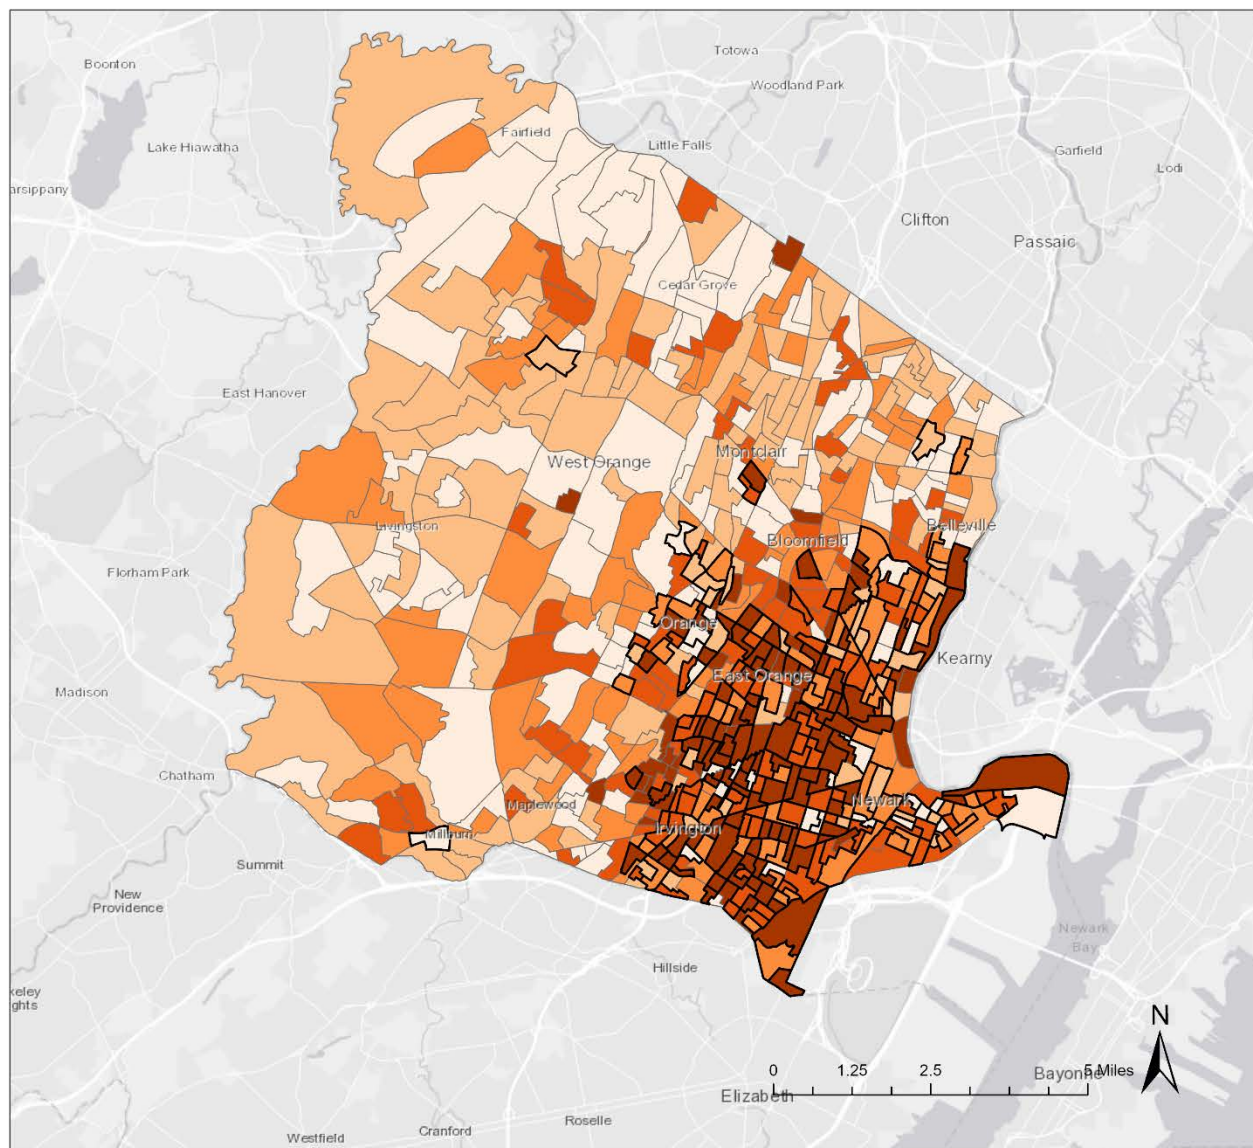 Totowa
Boonton
Woodland Park
Fairfield
Lake Hiawatha
Little Falls
Garfield
Lodi
arsippany
Clifton
Passaic
Cedar Grove
East Hanover
Montclair
West Orange
Livingston
Belleville
Bloomfield
Florham Park
Orange
Kearny
East Orange
Madison
Chatham
Maplewood
Newark
Irvington
Millburn
Summit
New
Providence
Newark
Bay
Hillside
keley
ghts
N
0 1.25 2.5 5 Miles
Bayonne
Elizabeth
Roselle
Cranford
Westfield